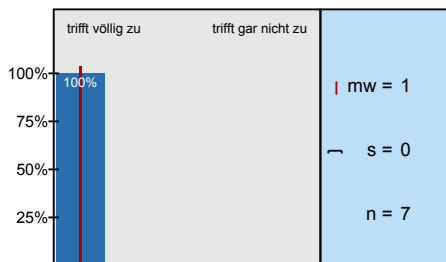 trifft völlig zu trifft gar nicht zu
100%
100%
mw = 1
75%
50%
s = 0
25%
n = 7